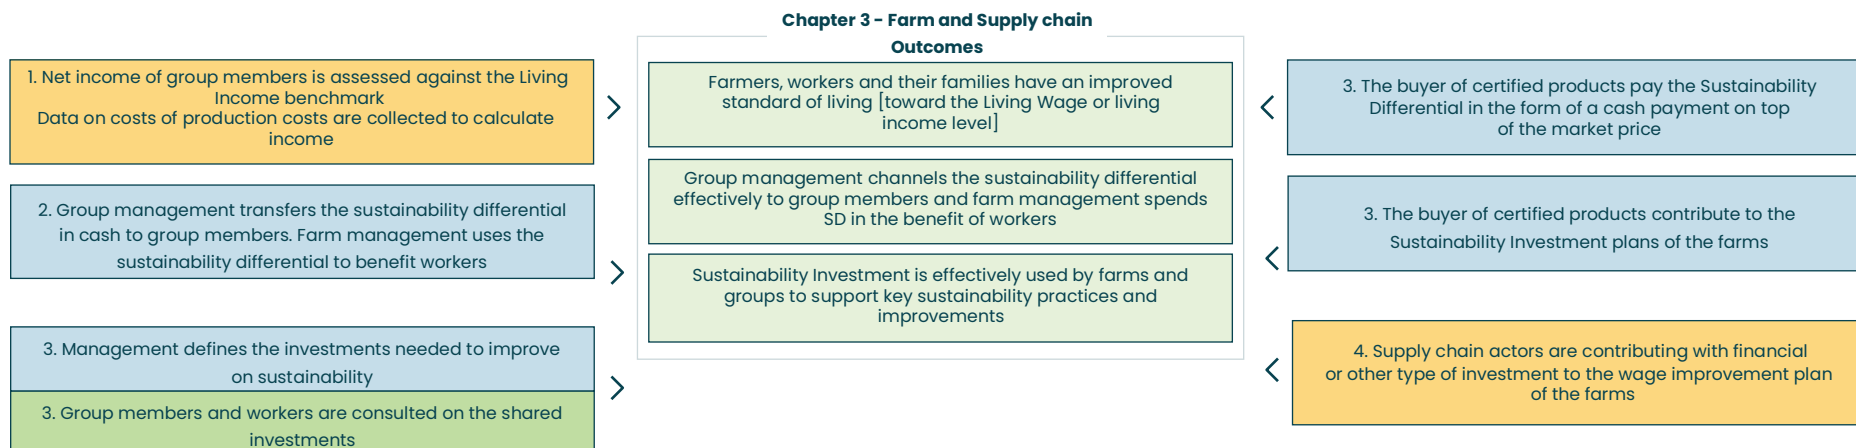 Chapter 3 - Farm and Supply chain
Outcomes
1. Net income of group members is assessed against the Living
Income benchmark
Data on costs of production costs are collected to calculate
income
2. Group management transfers the sustainability differential
in cash to group members. Farm management uses the
sustainability differential to benefit workers
3. Management defines the investments needed to improve
on sustainability
3. Group members and workers are consulted on the shared
investments
Farmers, workers and their families have an improved
standard of living [toward the Living Wage or living
income level]
Group management channels the sustainability differential
effectively to group members and farm management spends
SD in the benefit of workers
Sustainability Investment is effectively used by farms and
groups to support key sustainability practices and
improvements
3. The buyer of certified products pay the Sustainability
Differential in the form of a cash payment on top
of the market price
3. The buyer of certified products contribute to the
Sustainability Investment plans of the farms
4. Supply chain actors are contributing with financial
or other type of investment to the wage improvement plan
of the farms